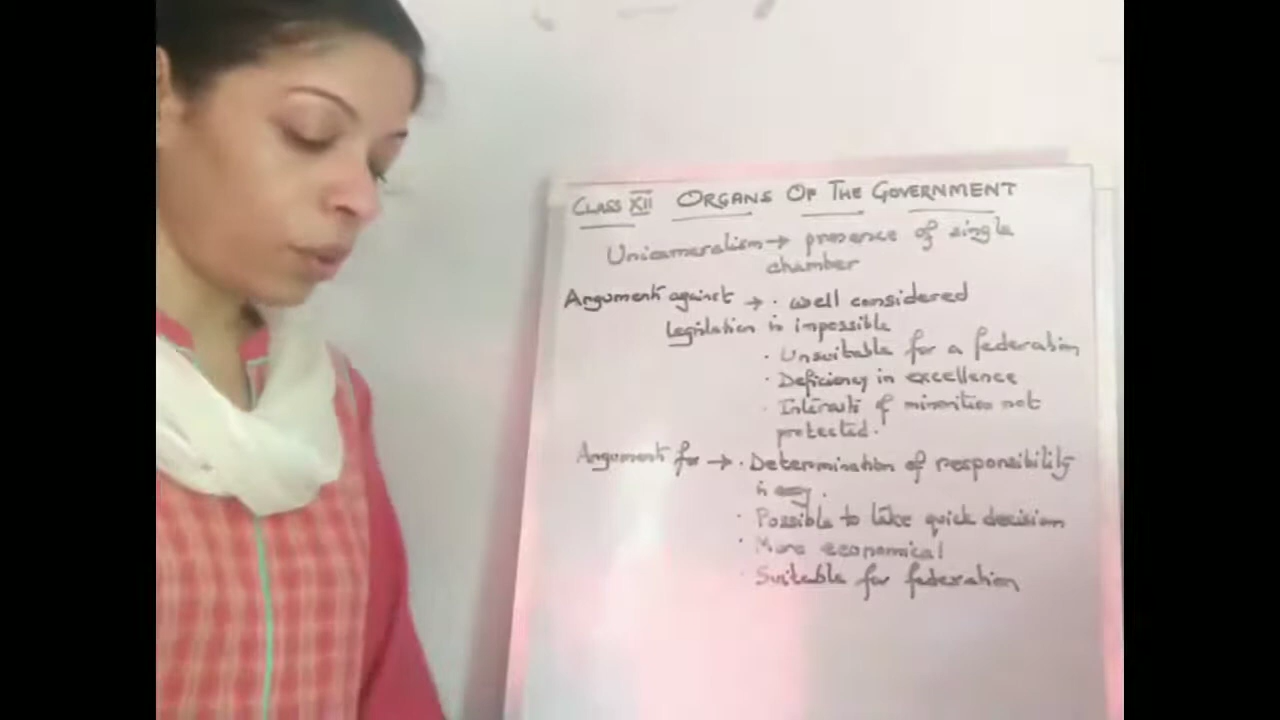 CLASS XII ORGANS OF THE GOVERNMENT
Unicameralism → presence of single
chamber
Argument against → · well considered
legislation is impossible
· Unsuitable for a federation
· Deficiency in excellence
· Interests of minorities not
protected.
Argument for → · Determination of responsibility
is easy.
· Possible to take quick decision
· More economical
· Suitable for federation